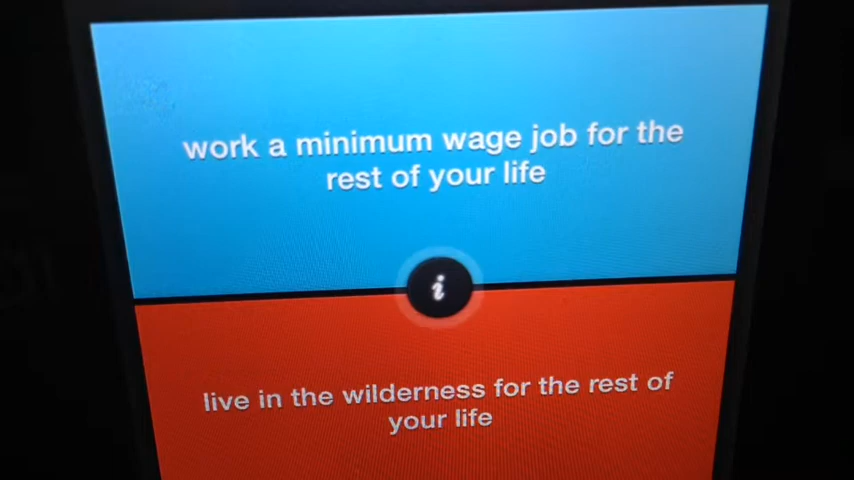 work a minimum wage job for the
rest of your life
i
live in the wilderness for the rest of
your life